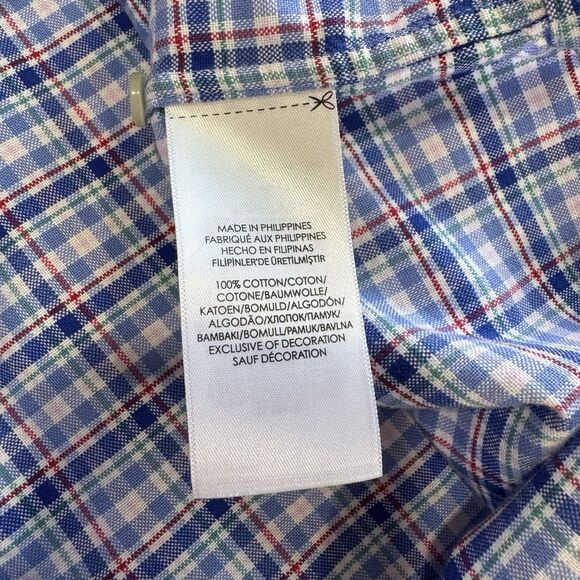 MADE IN PHILIPPINES
FABRIQUÉ AUX PHILIPPINES
HECHO EN FILIPINAS
FİLİPİNLER'DE ÜRETİLMİŞTİR
100% COTTON/COTON/
COTONE/BAUMWOLLE/
KATOEN/BOMULD/ALGODÓN/
ALGODÃO/ХЛОПОК/ПАМУК/
BAMBAKI/BOMULL/PAMUK/BAVLNA
EXCLUSIVE OF DECORATION
SAUF DÉCORATION